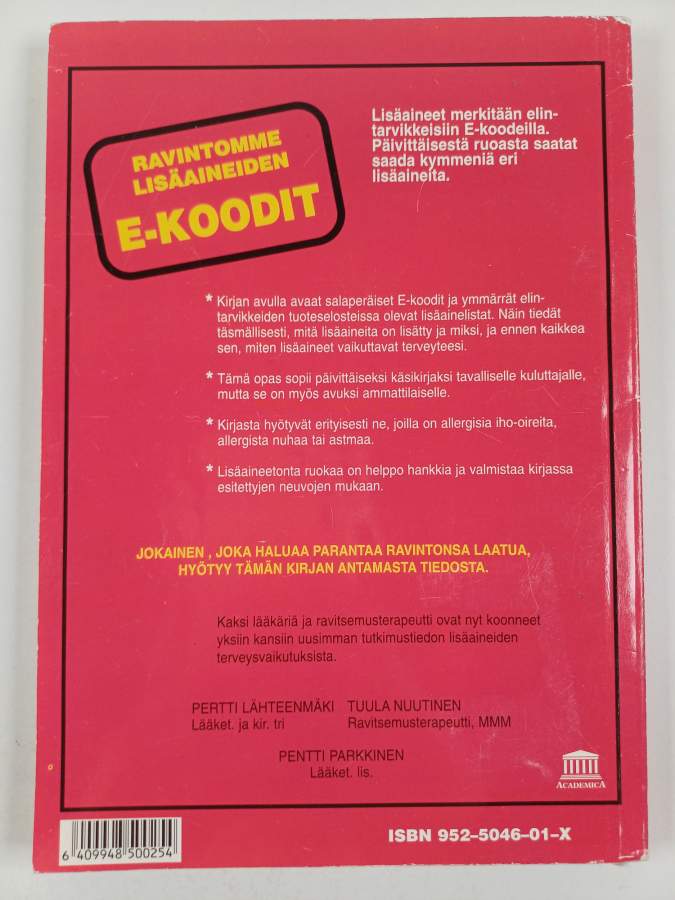 RAVINTOMME
LISÄAINEIDEN
E-KOODIT
Lisäaineet merkitään elin-
tarvikkeisiin E-koodeilla.
Päivittäisestä ruoasta saatat
saada kymmeniä eri
lisäaineita.
* Kirjan avulla avaat salaperäiset E-koodit ja ymmärrät elin-
tarvikkeiden tuoteselosteissa olevat lisäainelistat. Näin tiedät
täsmällisesti, mitä lisäaineita on lisätty ja miksi, ja ennen kaikkea
sen, miten lisäaineet vaikuttavat terveyteesi.
* Tämä opas sopii päivittäiseksi käsikirjaksi tavalliselle kuluttajalle,
mutta se on myös avuksi ammattilaiselle.
* Kirjasta hyötyvät erityisesti ne, joilla on allergisia iho-oireita,
allergista nuhaa tai astmaa.
* Lisäaineetonta ruokaa on helppo hankkia ja valmistaa kirjassa
esitettyjen neuvojen mukaan.
JOKAINEN , JOKA HALUAA PARANTAA RAVINTONSA LAATUA,
HYÖTYY TÄMÄN KIRJAN ANTAMASTA TIEDOSTA.
Kaksi lääkäriä ja ravitsemusterapeutti ovat nyt koonneet
yksiin kansiin uusimman tutkimustiedon lisäaineiden
terveysvaikutuksista.
PERTTI LÄHTEENMÄKI
Lääket. ja kir. tri
TUULA NUUTINEN
Ravitsemusterapeutti, MMM
PENTTI PARKKINEN
Lääket. lis.
ACADEMICA
6 409948 500254
ISBN 952-5046-01-X